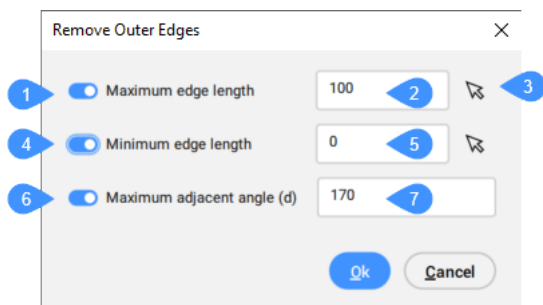 Remove Outer Edges
1 Maximum edge length 100 2 3
4 Minimum edge length 0 5
6 Maximum adjacent angle (d) 170 7
Ok Cancel